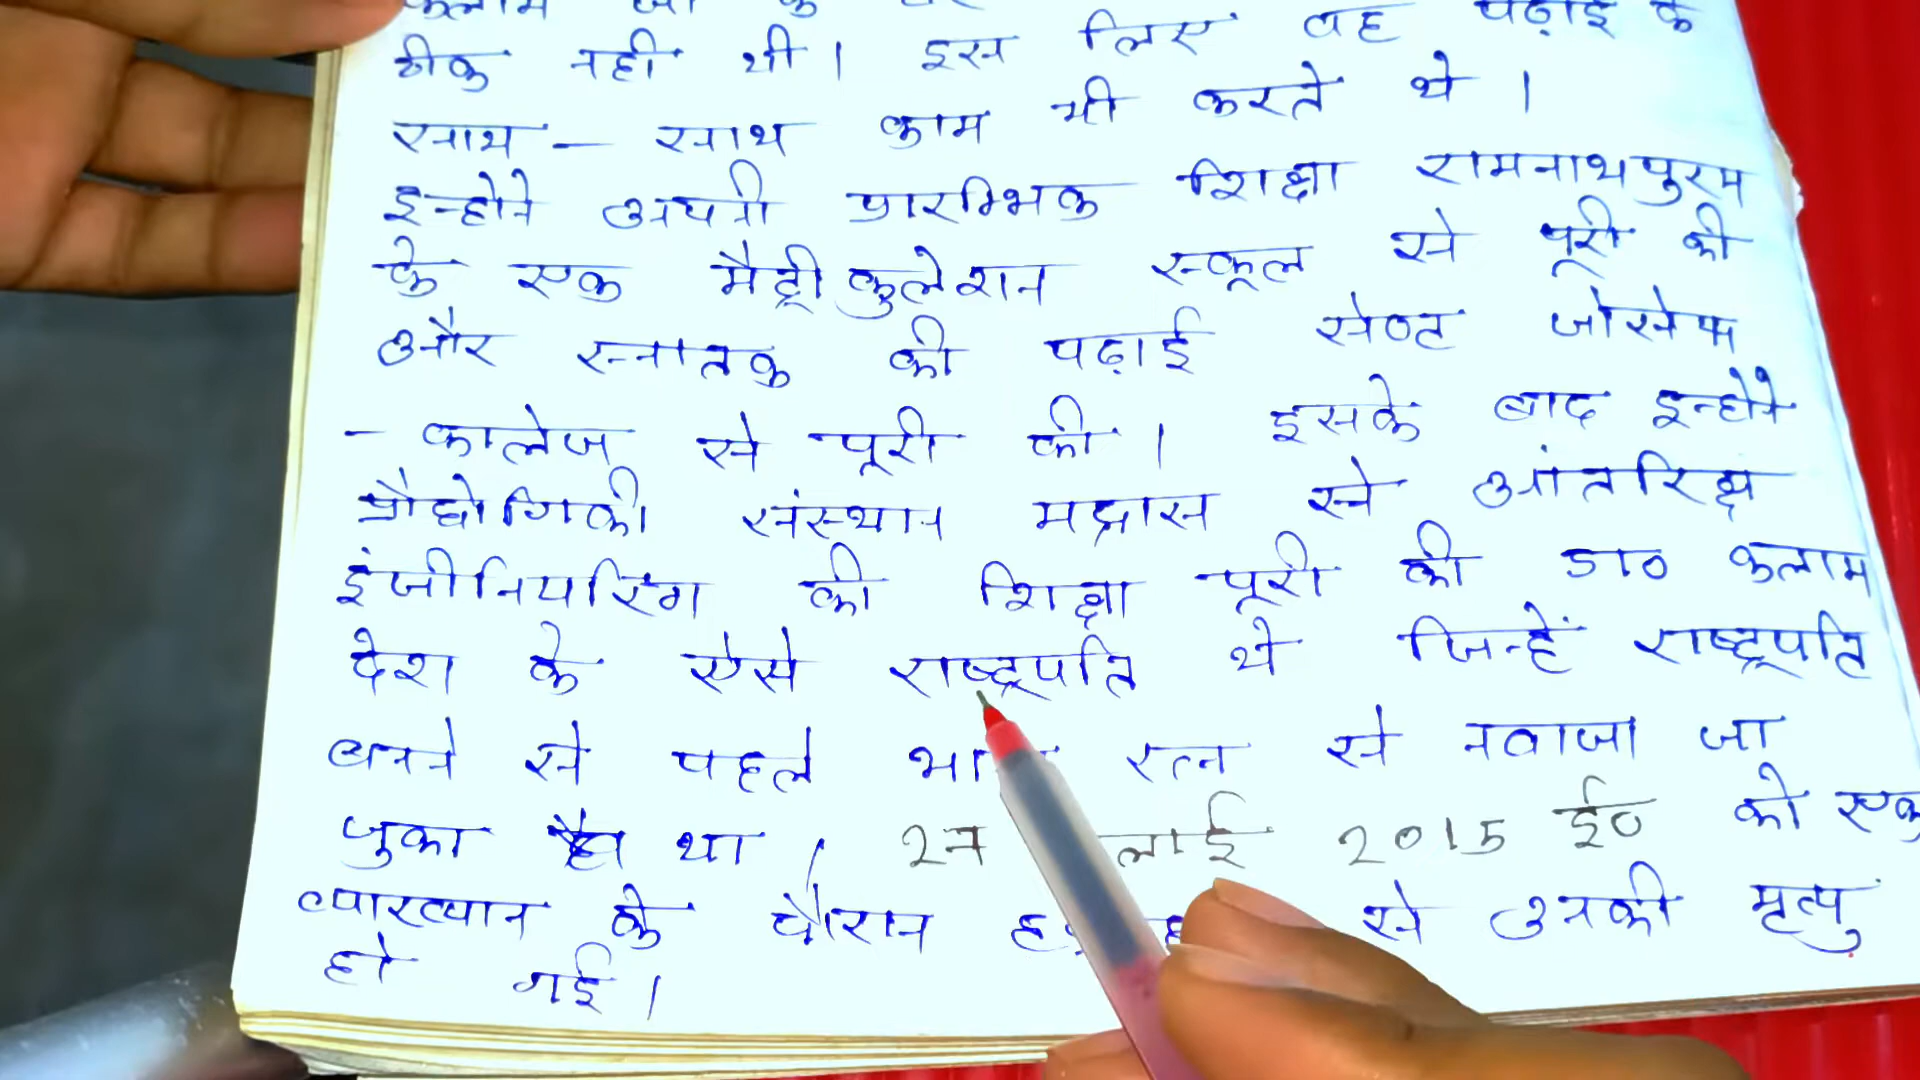 ठीक नही थी । इस लिए वह पढ़ाई के
साथ - साथ काम भी करते थे ।
इन्होने अपनी प्रारम्भिक शिक्षा रामनाथपुरम
के एक मैट्रीकुलेशन स्कूल से पूरी की
और स्नातक की पढ़ाई सेण्ट जोसेफ
- कालेज से पूरी की । इसके बाद इन्होने
प्रौद्योगिकी संस्थान मद्रास से आंतरिक्ष
इंजीनियरिंग की शिक्षा पूरी की डा० कलाम
देश के ऐसे राष्ट्रपति थे जिन्हें राष्ट्रपति
बनने से पहले रत्न से नवाजा जा
चुका था । 27 2015 ई० को एक
व्याख्यान के दौरान से उनकी मृत्यु
हो गई ।